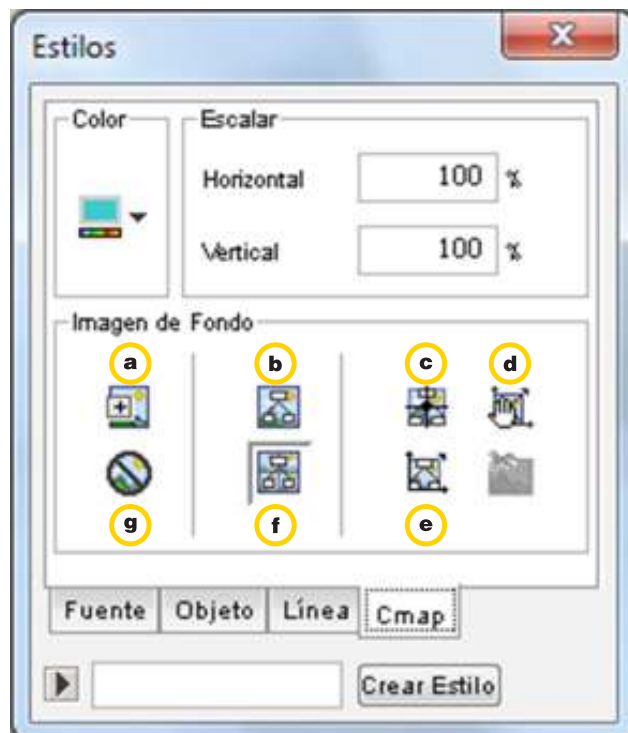 Estilos
Color
Escalar
Horizontal 100 %
Vertical 100 %
Imagen de Fondo
a b c d
g f e
Fuente Objeto Línea Cmap
Crear Estilo